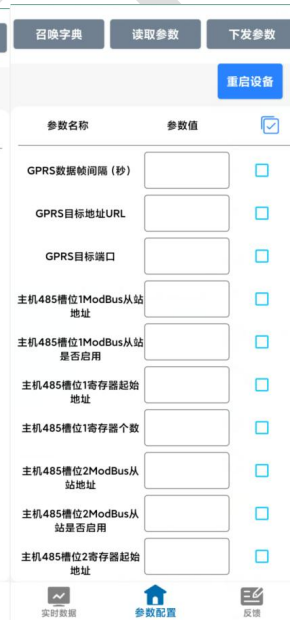 召唤字典 读取参数 下发参数
重启设备
参数名称 参数值
GPRS数据帧间隔（秒）
GPRS目标地址URL
GPRS目标端口
主机485槽位1ModBus从站
地址
主机485槽位1ModBus从站
是否启用
主机485槽位1寄存器起始
地址
主机485槽位1寄存器个数
主机485槽位2ModBus从
站地址
主机485槽位2ModBus从
站是否启用
主机485槽位2寄存器起始
地址
实时数据 参数配置 反馈